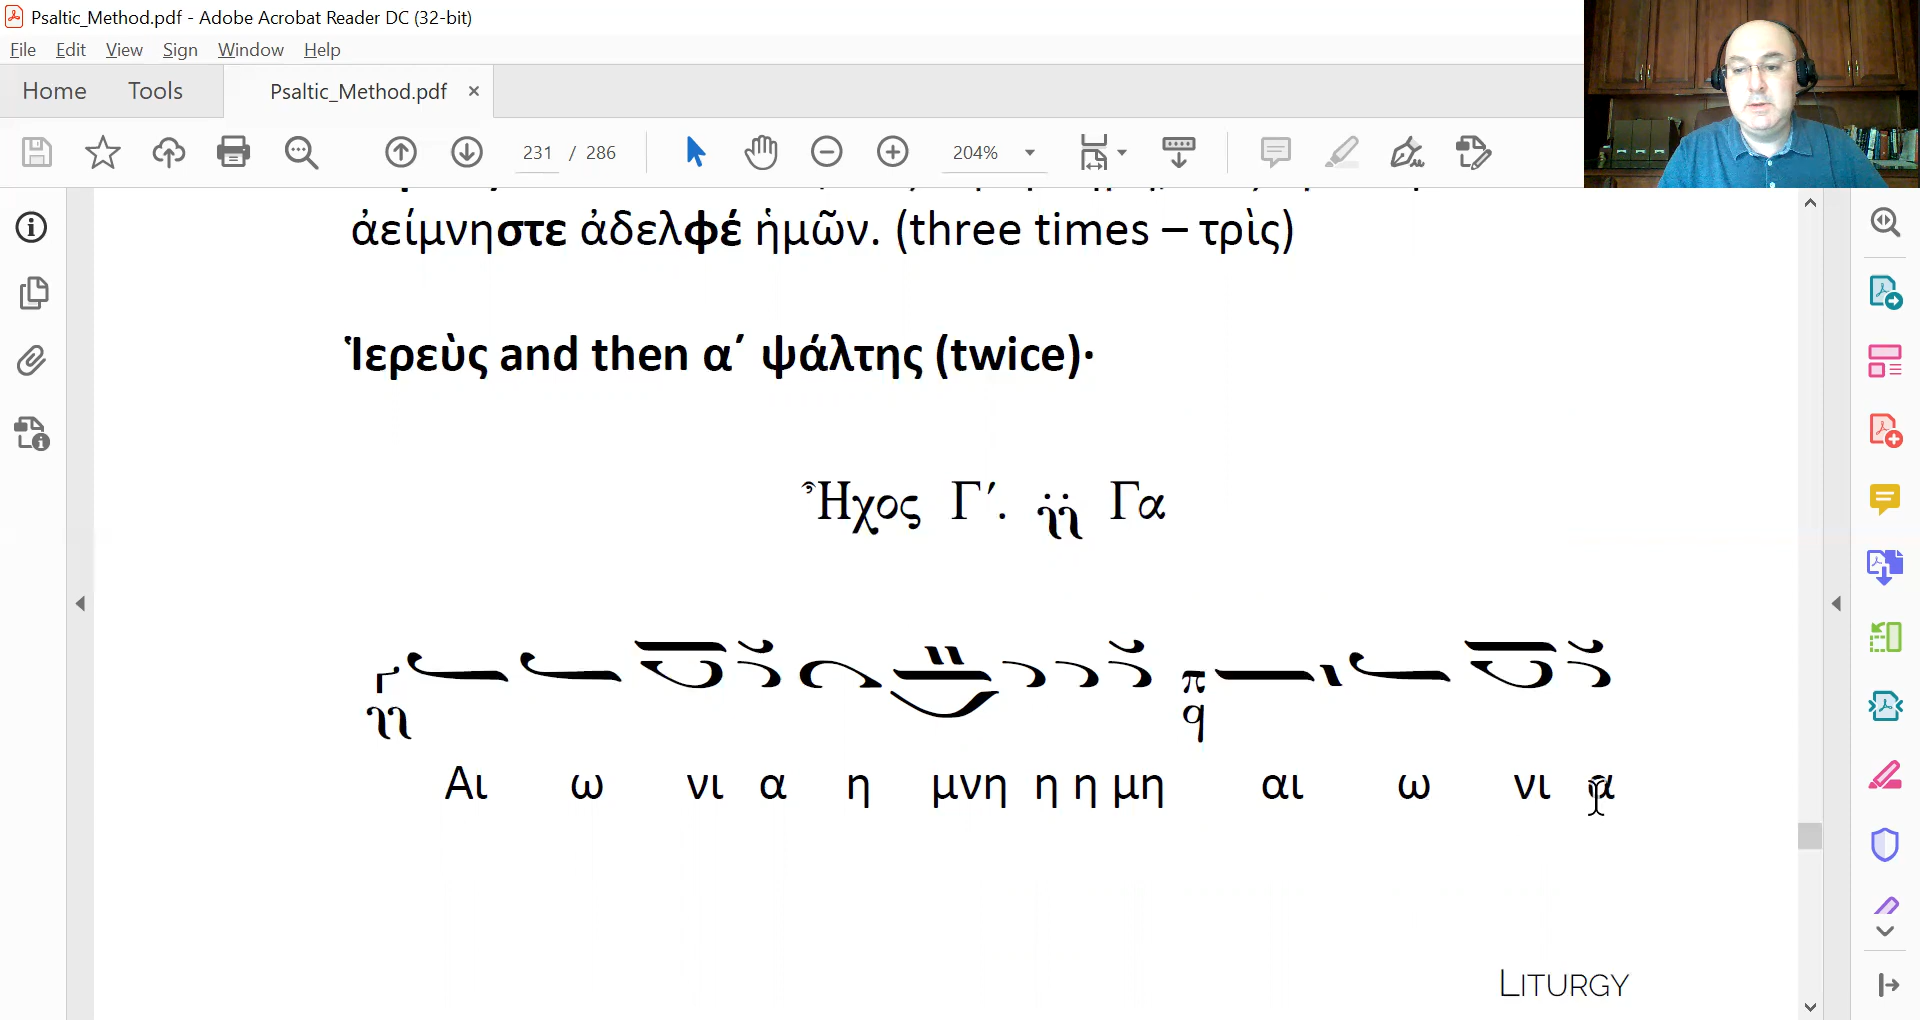 Psaltic_Method.pdf - Adobe Acrobat Reader DC (32-bit)
File Edit View Sign Window Help
Home Tools Psaltic_Method.pdf ×
231 / 286 204%
ἀείμνηστε ἀδελφέ ἡμῶν. (three times – τρὶς)
Ἱερεὺς and then α΄ ψάλτης (twice)·
Ἦχος Γ΄. Γα
Αι ω νι α η μνη η η μη αι ω νι α
LITURGY